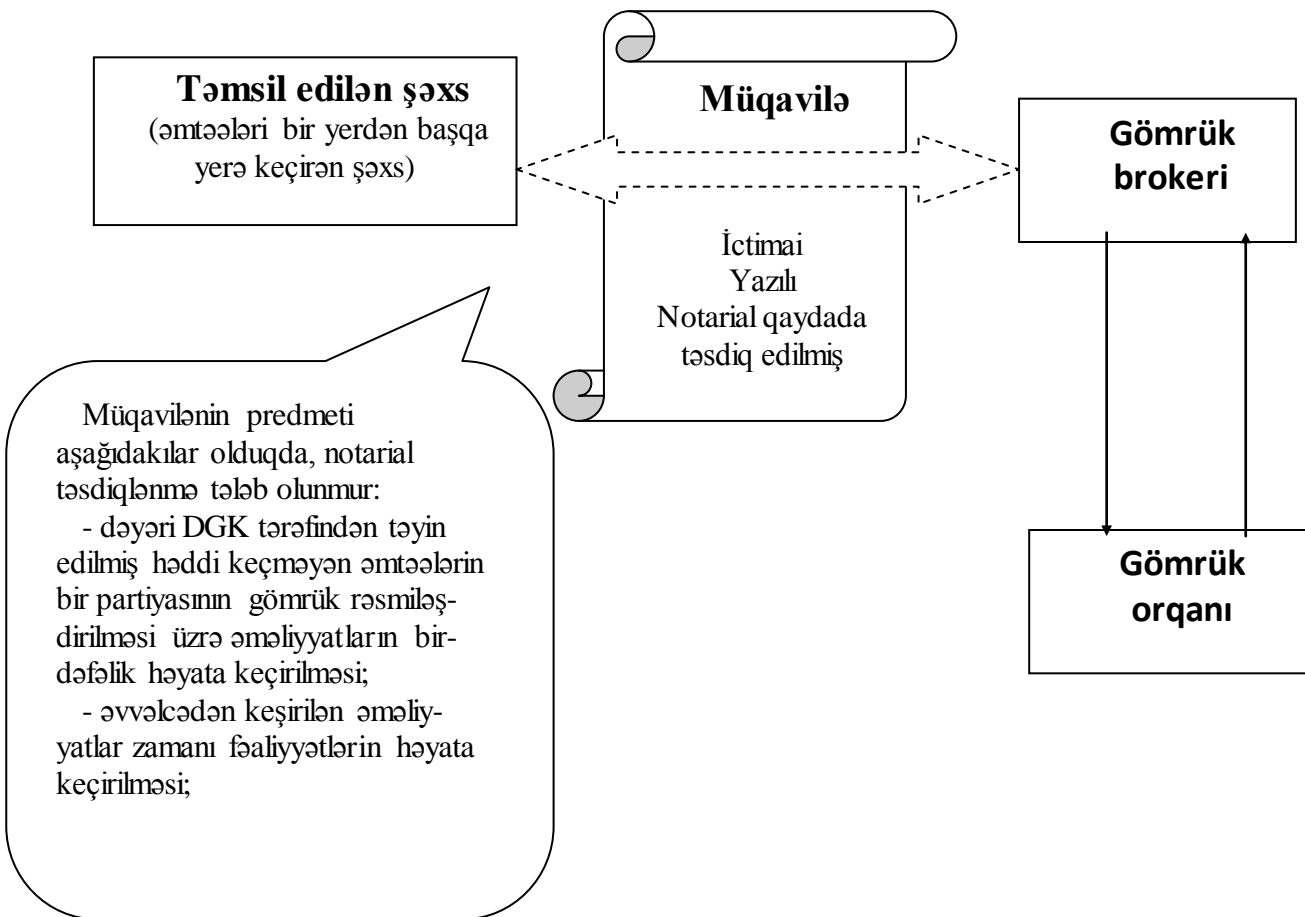 Təmsil edilən şəxs
(əmtəələri bir yerdən başqa
yerə keçirən şəxs)
Müqavilə
İctimai
Yazılı
Notarial qaydada
təsdiq edilmiş
Gömrük
brokeri
Müqavilənin predmeti
aşağıdakılar olduqda, notarial
təsdiqlənmə tələb olunmur:
- dəyəri DGK tərəfindən təyin
edilmiş həddi keçməyən əmtəələrin
bir partiyasının gömrük rəsmiləş-
dirilməsi üzrə əməliyyatların bir-
dəfəlik həyata keçirilməsi;
- əvvəlcədən keşirilən əməliy-
yatlar zamanı fəaliyyətlərin həyata
keçirilməsi;
Gömrük
orqanı